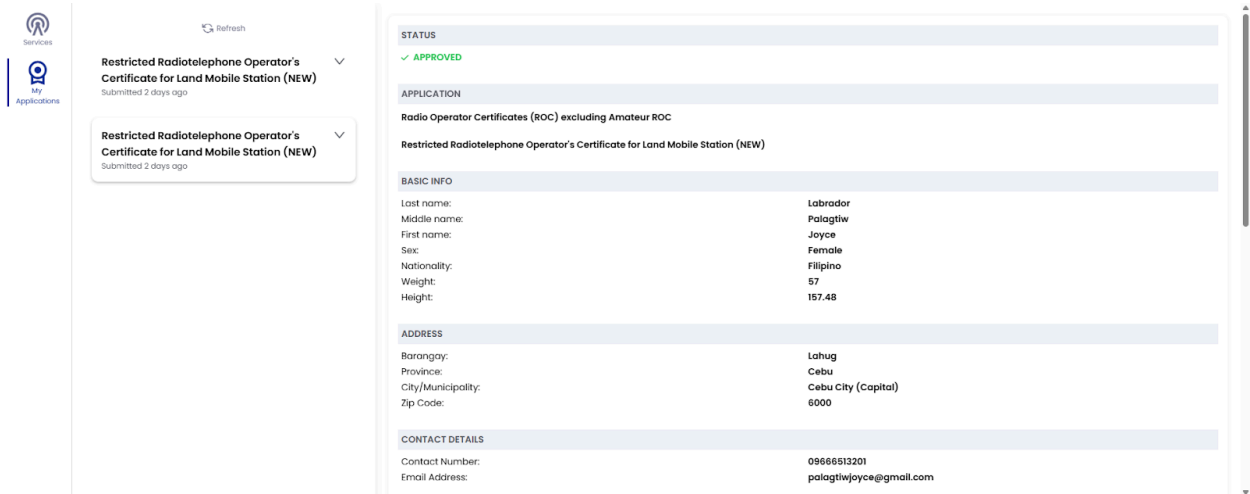 Services
My
Applications
Refresh
Restricted Radiotelephone Operator's
Certificate for Land Mobile Station (NEW)
Submitted 2 days ago
Restricted Radiotelephone Operator's
Certificate for Land Mobile Station (NEW)
Submitted 2 days ago
STATUS
APPROVED
APPLICATION
Radio Operator Certificates (ROC) excluding Amateur ROC
Restricted Radiotelephone Operator's Certificate for Land Mobile Station (NEW)
BASIC INFO
Last name: Labrador
Middle name: Palagtiw
First name: Joyce
Sex: Female
Nationality: Filipino
Weight: 57
Height: 157.48
ADDRESS
Barangay: Lahug
Province: Cebu
City/Municipality: Cebu City (Capital)
Zip Code: 6000
CONTACT DETAILS
Contact Number: 09666513201
Email Address: palagtiwjoyce@gmail.com